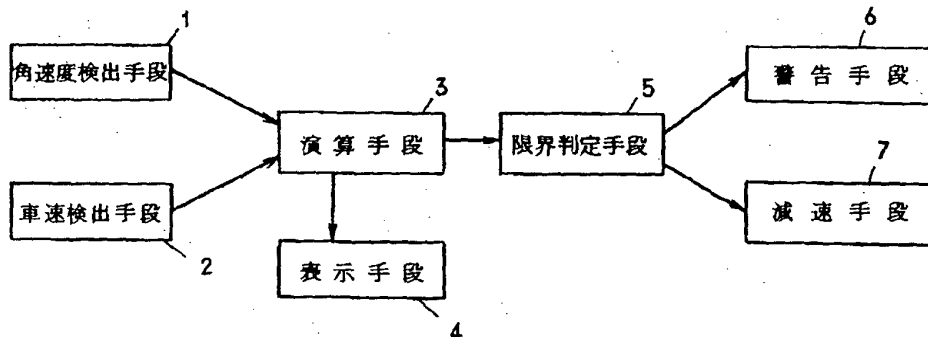 1
角速度検出手段
車速検出手段
2
3
演算手段
表示手段
4
5
限界判定手段
6
警告手段
7
減速手段